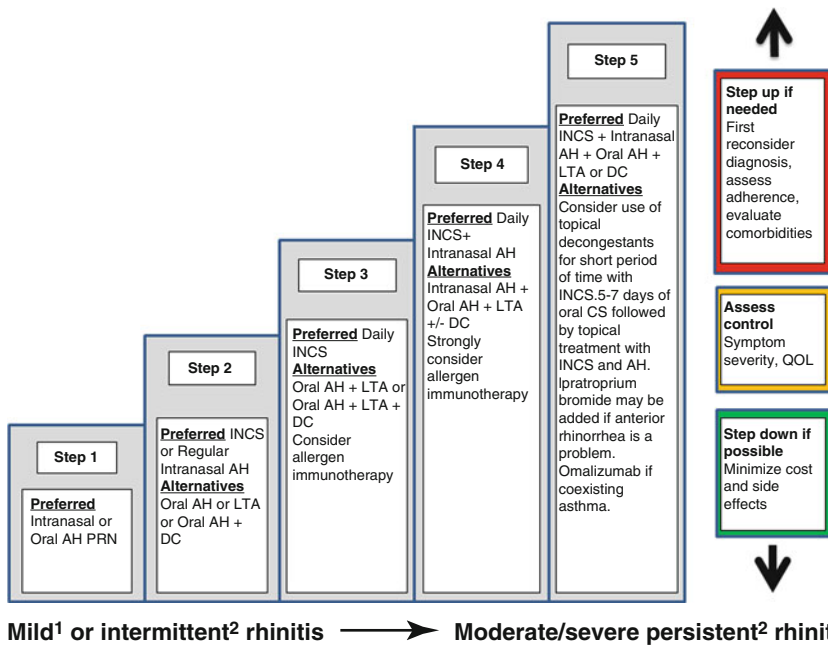 Step 1
Preferred
Intranasal or
Oral AH PRN
Step 2
Preferred INCS
or Regular
Intranasal AH
Alternatives
Oral AH or LTA
or Oral AH +
DC
Step 3
Preferred Daily
INCS
Alternatives
Oral AH + LTA or
Oral AH + LTA +
DC
Consider
allergen
immunotherapy
Step 4
Preferred Daily
INCS+
Intranasal AH
Alternatives
Intranasal AH +
Oral AH + LTA
+/- DC
Strongly
consider
allergen
immunotherapy
Step 5
Preferred Daily
INCS + Intranasal
AH + Oral AH +
LTA or DC
Alternatives
Consider use of
topical
decongestants
for short period
of time with
INCS.5-7 days of
oral CS followed
by topical
treatment with
INCS and AH.
Ipratroprium
bromide may be
added if anterior
rhinorrhea is a
problem.
Omalizumab if
coexisting
asthma.
Step up if
needed
First
reconsider
diagnosis,
assess
adherence,
evaluate
comorbidities
Assess
control
Symptom
severity, QOL
Step down if
possible
Minimize cost
and side
effects
Mild¹ or intermittent² rhinitis → Moderate/severe persistent² rhinit